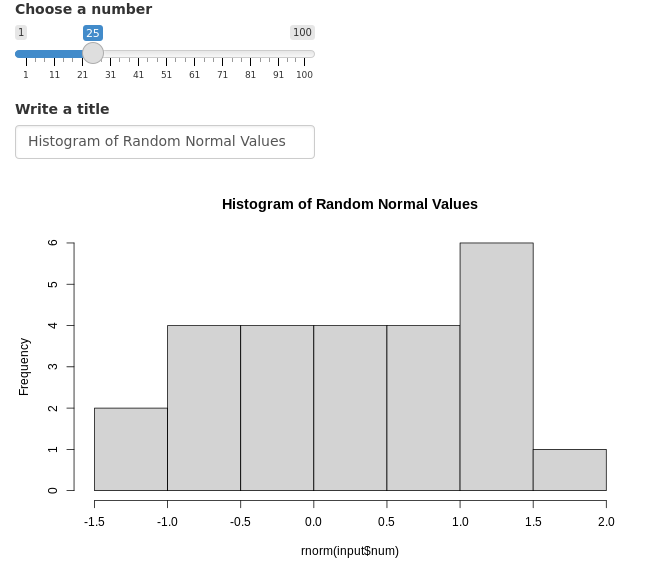 Choose a number
1 25 100
1 11 21 31 41 51 61 71 81 91 100
Write a title
Histogram of Random Normal Values
Histogram of Random Normal Values
6
5
4
3
2
1
0
Frequency
-1.5 -1.0 -0.5 0.0 0.5 1.0 1.5 2.0
rnorm(input$num)